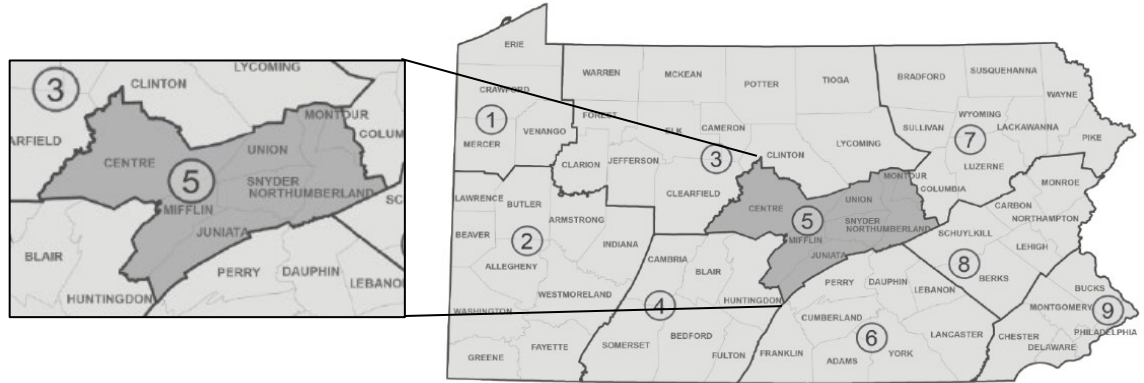 LYCOMING
3
CLINTON
MONTOUR
ARFIELD
COLUM
CENTRE
UNION
5
SNYDER
NORTHUMBERLAND
SC
MIFFLIN
JUNIATA
BLAIR
PERRY
DAUPHIN
LEBANO
HUNTINGDON
ERIE
WARREN
MCKEAN
POTTER
TIOGA
BRADFORD
SUSQUEHANNA
CRAWFORD
WAYNE
FOREST
ELK
CAMERON
SULLIVAN
WYOMING
LACKAWANNA
1
MERCER
VENANGO
CLARION
JEFFERSON
3
CLINTON
LYCOMING
7
PIKE
LUZERNE
CLEARFIELD
MONTOUR
COLUMBIA
MONROE
LAWRENCE
BUTLER
ARMSTRONG
CENTRE
5
UNION
SNYDER
NORTHUMBERLAND
CARBON
NORTHAMPTON
BEAVER
2
INDIANA
MIFFLIN
JUNIATA
SCHUYLKILL
LEHIGH
ALLEGHENY
CAMBRIA
BLAIR
PERRY
DAUPHIN
LEBANON
8
BERKS
BUCKS
WESTMORELAND
HUNTINGDON
4
WASHINGTON
CUMBERLAND
MONTGOMERY
9
BEDFORD
SOMERSET
6
LANCASTER
CHESTER
PHILADELPHIA
GREENE
FAYETTE
FULTON
FRANKLIN
ADAMS
YORK
DELAWARE